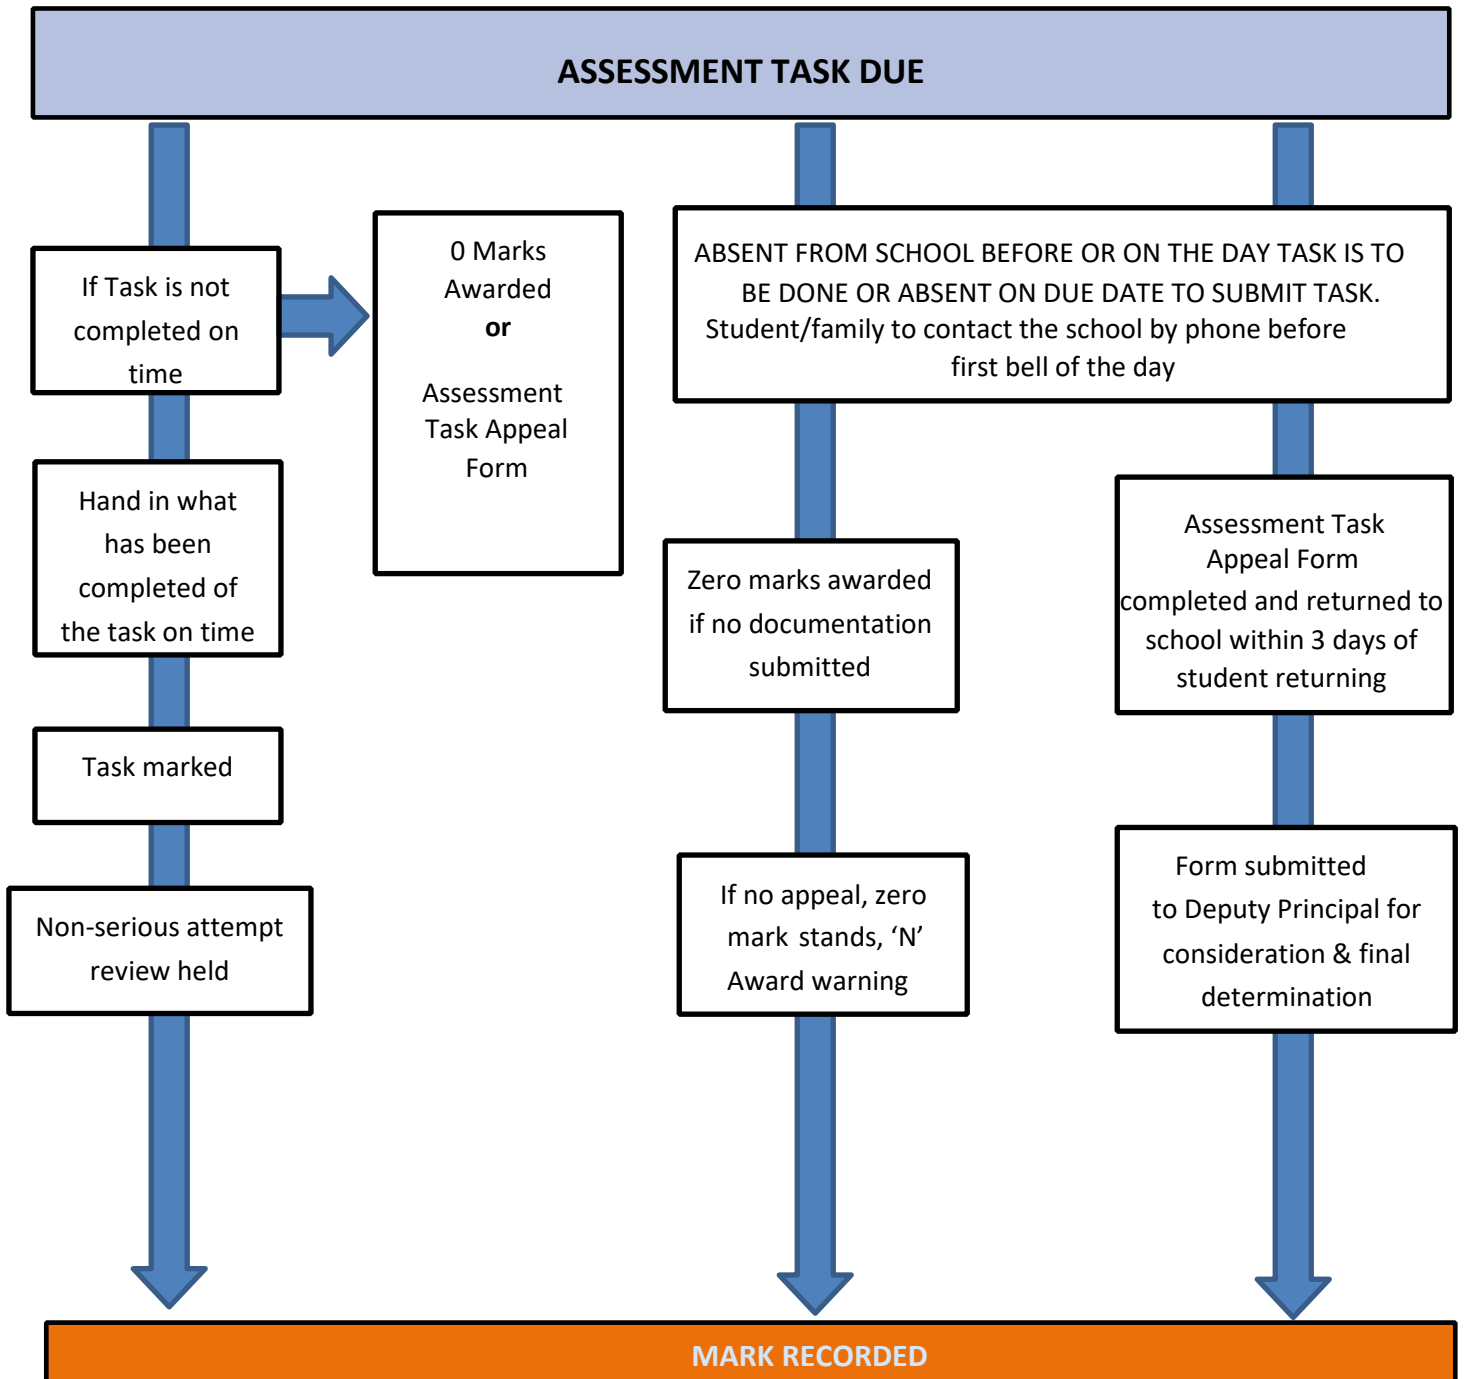 ASSESSMENT TASK DUE
If Task is not
completed on
time
0 Marks
Awarded
or
Assessment
Task Appeal
Form
ABSENT FROM SCHOOL BEFORE OR ON THE DAY TASK IS TO
BE DONE OR ABSENT ON DUE DATE TO SUBMIT TASK.
Student/family to contact the school by phone before
first bell of the day
Hand in what
has been
completed of
the task on time
Zero marks awarded
if no documentation
submitted
Assessment Task
Appeal Form
completed and returned to
school within 3 days of
student returning
Task marked
Non-serious attempt
review held
If no appeal, zero
mark stands, ‘N’
Award warning
Form submitted
to Deputy Principal for
consideration & final
determination
MARK RECORDED